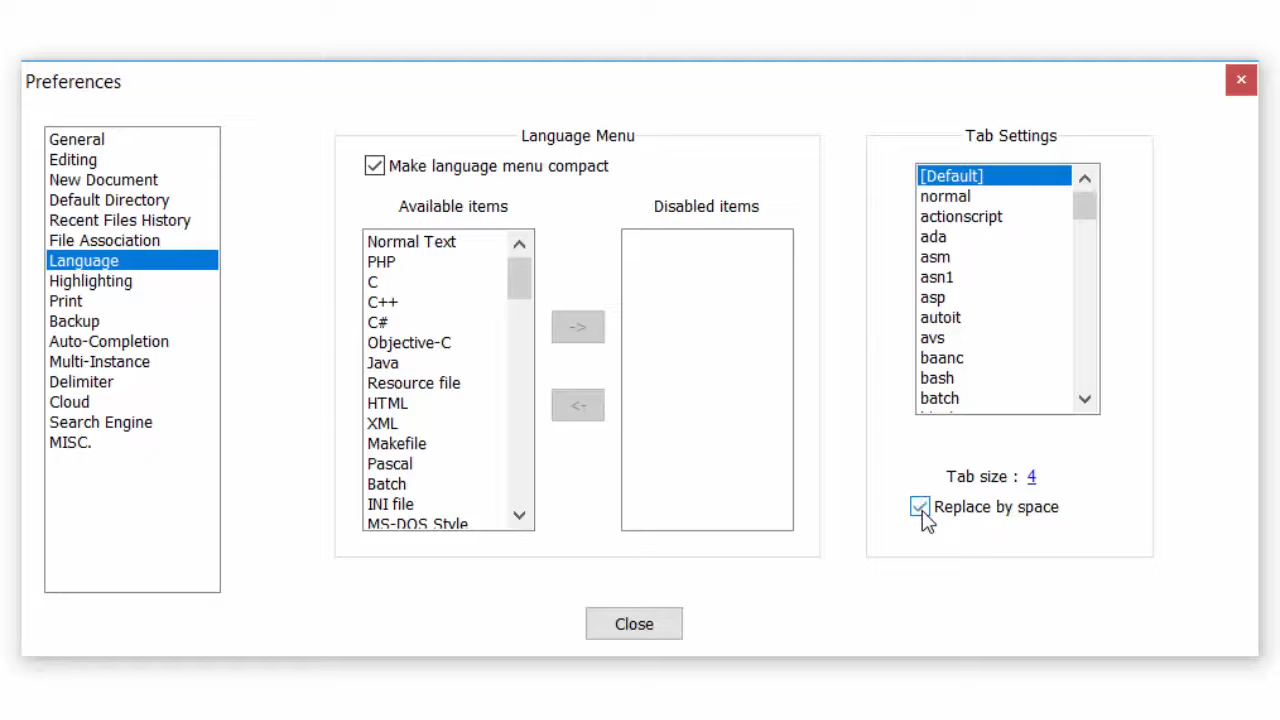 Preferences
×
General
Editing
New Document
Default Directory
Recent Files History
File Association
Language
Highlighting
Print
Backup
Auto-Completion
Multi-Instance
Delimiter
Cloud
Search Engine
MISC.
Language Menu
Make language menu compact
Available items
Normal Text
PHP
C
C++
C#
Objective-C
Java
Resource file
HTML
XML
Makefile
Pascal
Batch
INI file
MS-DOS Style
->
<-
Disabled items
Tab Settings
[Default]
normal
actionscript
ada
asm
asn1
asp
autoit
avs
baanc
bash
batch
Tab size : 4
Replace by space
Close